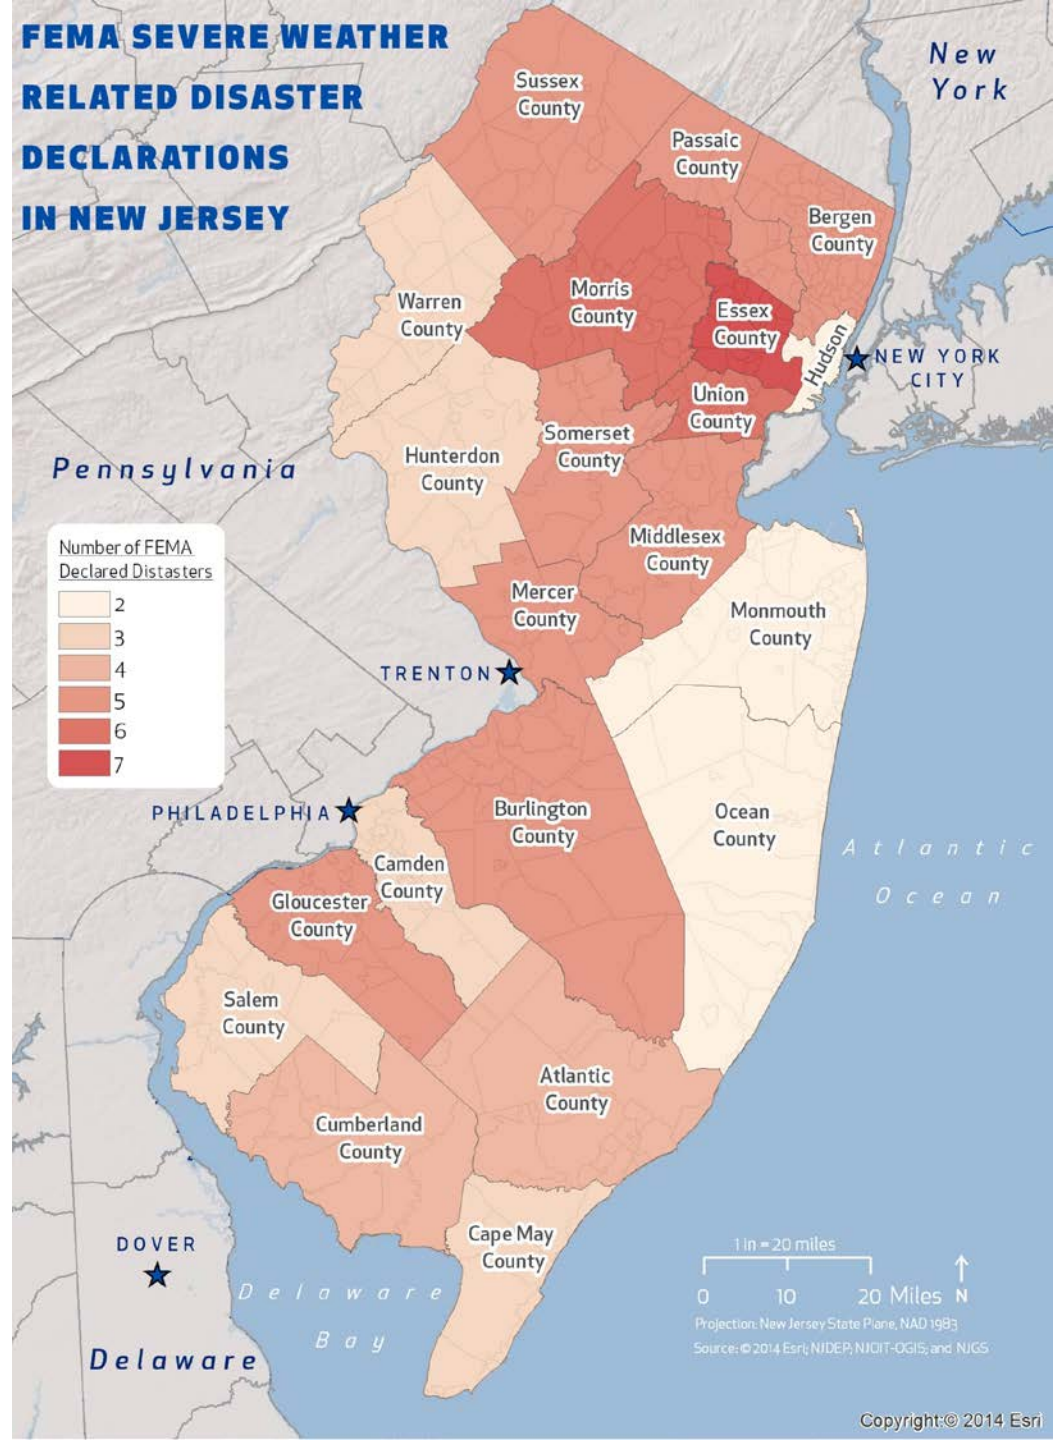 FEMA SEVERE WEATHER
RELATED DISASTER
DECLARATIONS
IN NEW JERSEY
New
York
Sussex
County
Passaic
County
Bergen
County
Warren
County
Morris
County
Essex
County
Hudson
NEW YORK
CITY
Union
County
Somerset
County
Hunterdon
County
Pennsylvania
Middlesex
County
Number of FEMA
Declared Distasters
2
3
4
5
6
7
Mercer
County
Monmouth
County
TRENTON
PHILADELPHIA
Burlington
County
Ocean
County
Atlantic
Ocean
Camden
County
Gloucester
County
Salem
County
Atlantic
County
Cumberland
County
Cape May
County
DOVER
Delaware
Bay
Delaware
1 in = 20 miles
0 10 20 Miles N
Projection: New Jersey State Plane, NAD 1983
Source: © 2014 Esri; NJDEP; NJOIT-OGIS; and NJGS
Copyright:© 2014 Esri